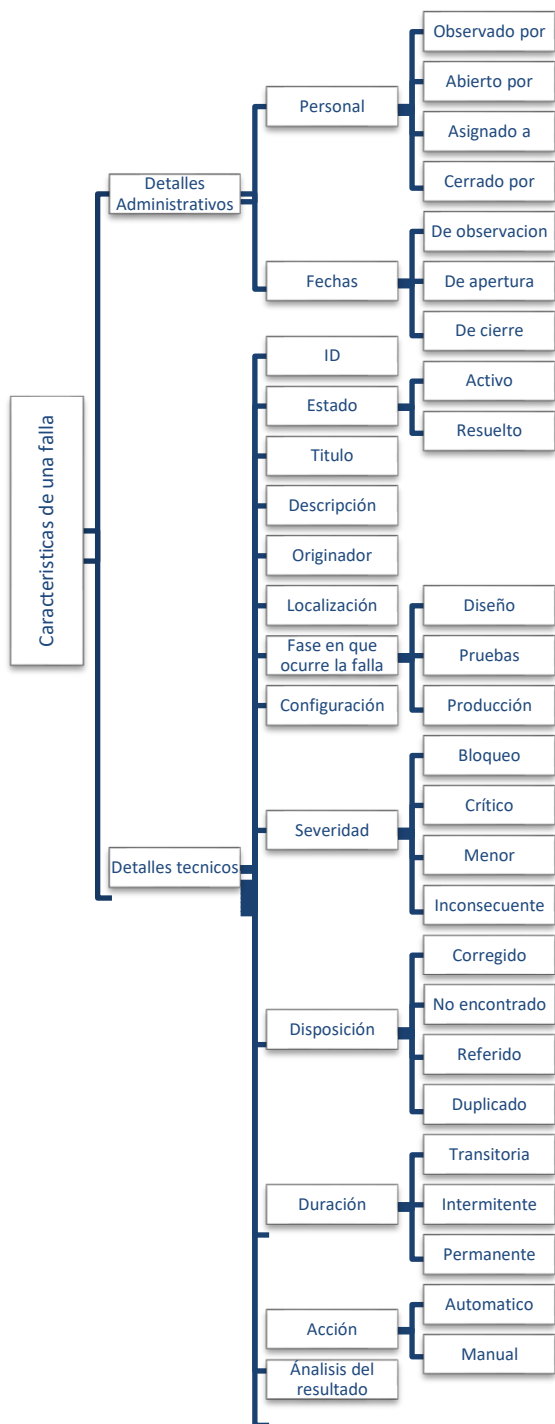 Caracteristicas de una falla
Detalles
Administrativos
Personal
Observado por
Abierto por
Asignado a
Cerrado por
Fechas
De observacion
De apertura
De cierre
Detalles tecnicos
ID
Estado
Activo
Resuelto
Titulo
Descripción
Originador
Localización
Fase en que
ocurre la falla
Diseño
Pruebas
Producción
Configuración
Severidad
Bloqueo
Crítico
Menor
Inconsecuente
Disposición
Corregido
No encontrado
Referido
Duplicado
Duración
Transitoria
Intermitente
Permanente
Acción
Automatico
Manual
Ánalisis del
resultado